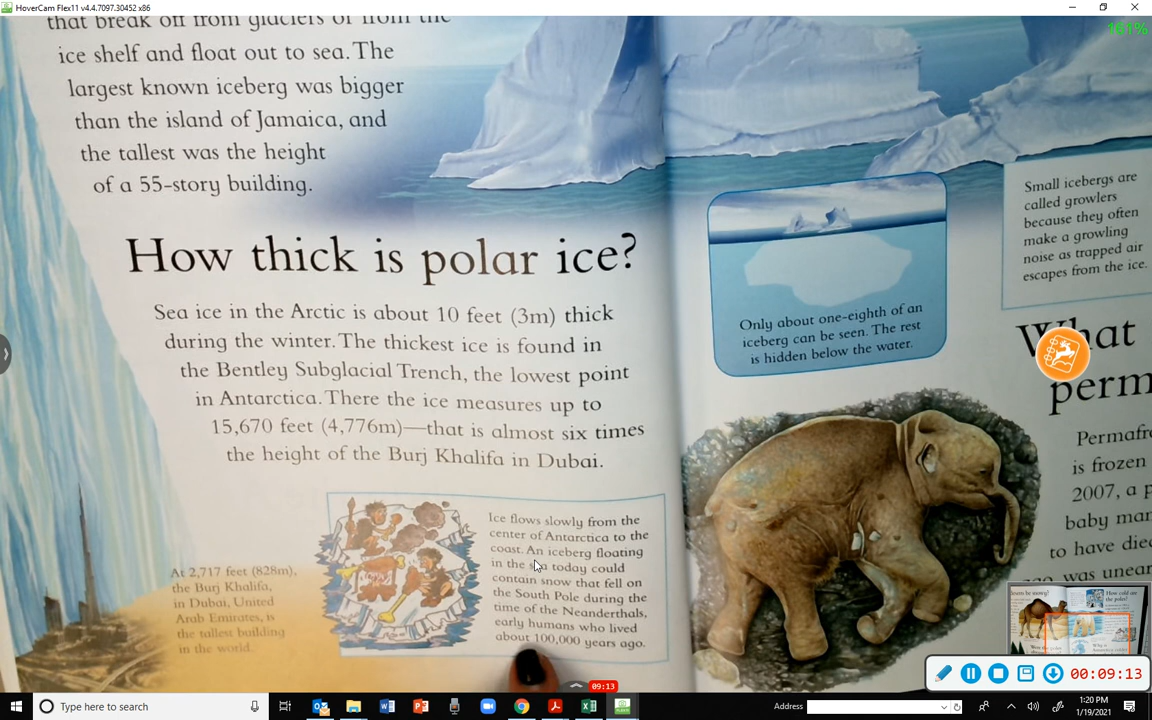 HoverCam Flex11 v4.4.7097.30452 x86
101%
that break off from glaciers or from the
ice shelf and float out to sea. The
largest known iceberg was bigger
than the island of Jamaica, and
the tallest was the height
of a 55-story building.
How thick is polar ice?
Sea ice in the Arctic is about 10 feet (3m) thick
during the winter. The thickest ice is found in
the Bentley Subglacial Trench, the lowest point
in Antarctica. There the ice measures up to
15,670 feet (4,776m)—that is almost six times
the height of the Burj Khalifa in Dubai.
At 2,717 feet (828m),
the Burj Khalifa,
in Dubai, United
Arab Emirates, is
the tallest building
in the world.
Ice flows slowly from the
center of Antarctica to the
coast. An iceberg floating
in the sea today could
contain snow that fell on
the South Pole during the
time of the Neanderthals,
early humans who lived
about 100,000 years ago.
Only about one-eighth of an
iceberg can be seen. The rest
is hidden below the water.
Small icebergs are
called growlers
because they often
make a growling
noise as trapped air
escapes from the ice.
What
perm
Permafr
is frozen
2007, a p
baby mam
to have die
was unear
How cold are
the poles?
00:09:13
09:13
Type here to search
Address
1:20 PM
1/19/2021